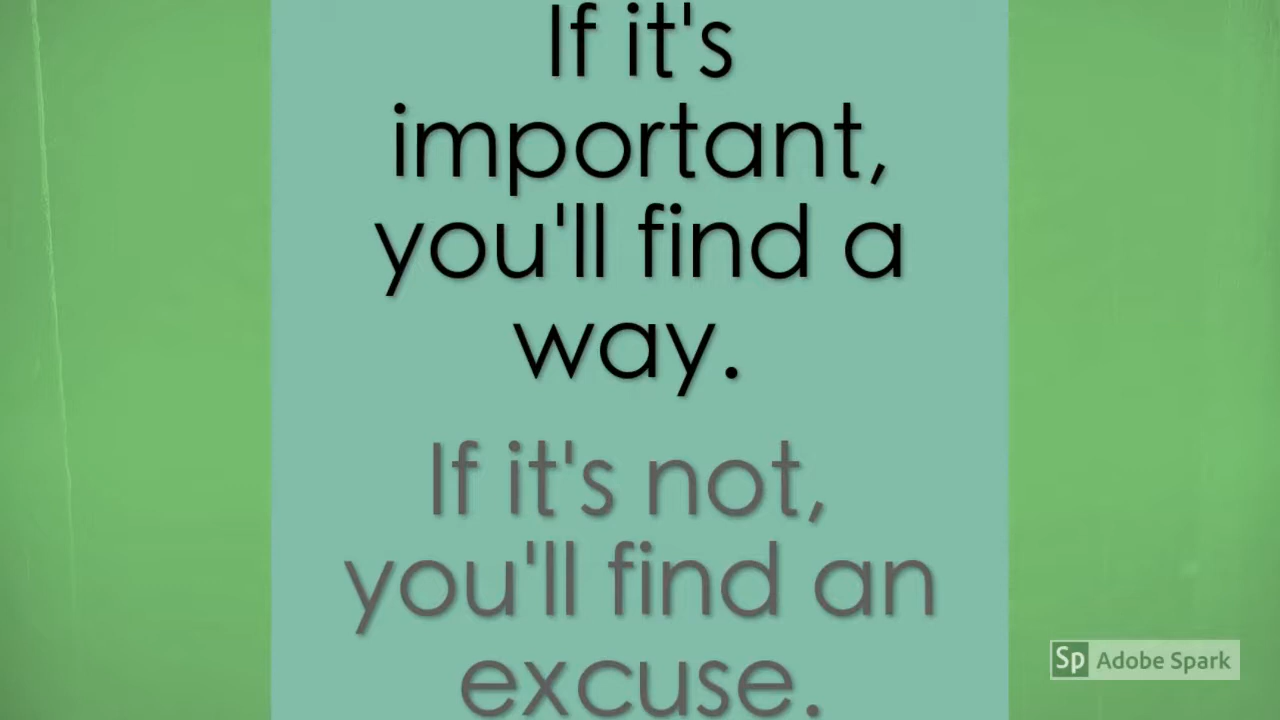 If it's
important,
you'll find a
way.
If it's not,
you'll find an
excuse.
Sp Adobe Spark